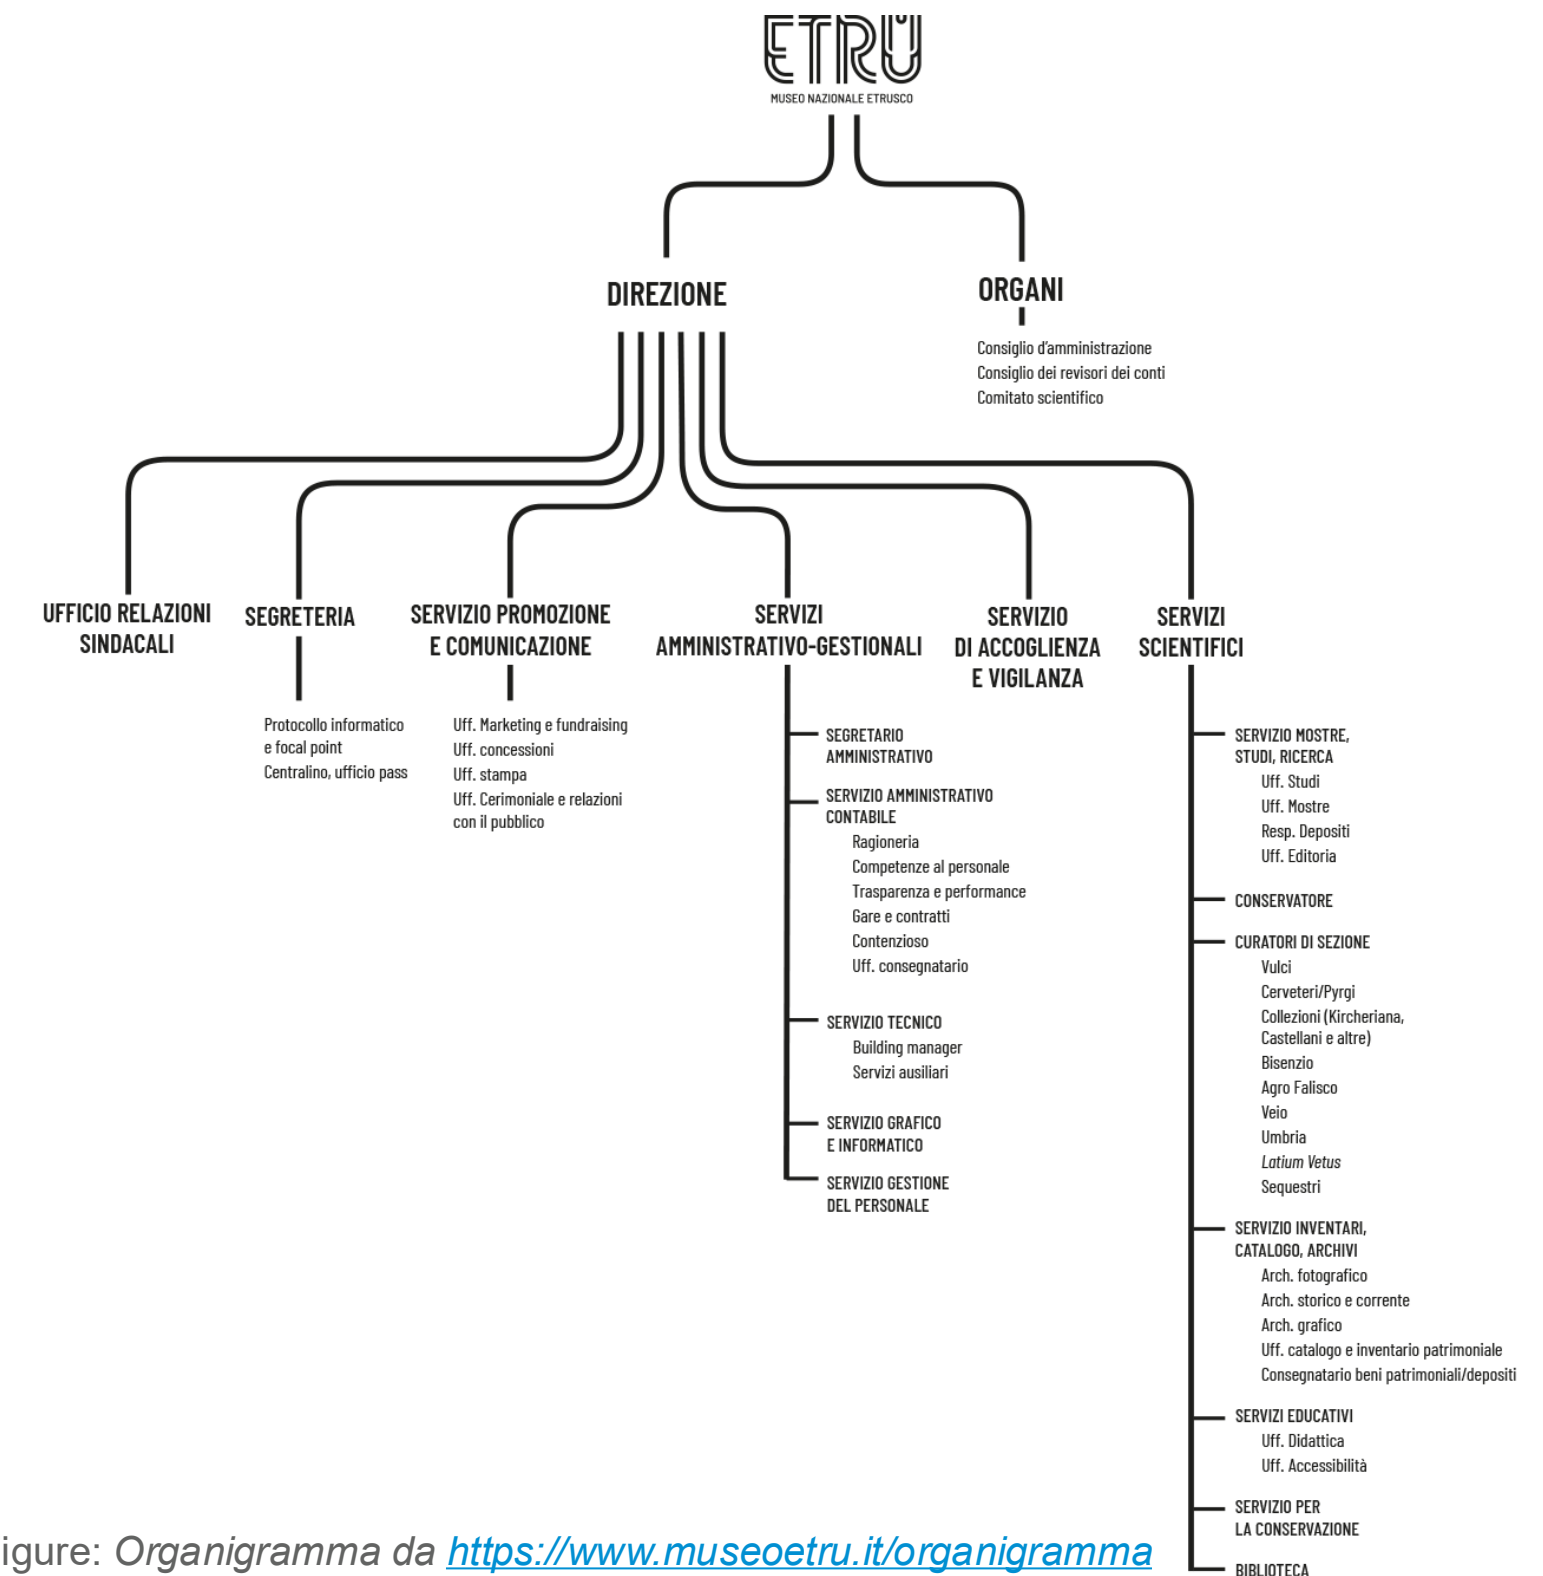 ETRU
MUSEO NAZIONALE ETRUSCO
DIREZIONE
ORGANI
Consiglio d'amministrazione
Consiglio dei revisori dei conti
Comitato scientifico
UFFICIO RELAZIONI
SINDACALI
SEGRETERIA
Protocollo informatico
e focal point
Centralino, ufficio pass
SERVIZIO PROMOZIONE
E COMUNICAZIONE
Uff. Marketing e fundraising
Uff. concessioni
Uff. stampa
Uff. Cerimoniale e relazioni
con il pubblico
SERVIZI
AMMINISTRATIVO-GESTIONALI
SEGRETARIO
AMMINISTRATIVO
SERVIZIO AMMINISTRATIVO
CONTABILE
Ragioneria
Competenze al personale
Trasparenza e performance
Gare e contratti
Contenzioso
Uff. consegnatario
SERVIZIO TECNICO
Building manager
Servizi ausiliari
SERVIZIO GRAFICO
E INFORMATICO
SERVIZIO GESTIONE
DEL PERSONALE
SERVIZIO
DI ACCOGLIENZA
E VIGILANZA
SERVIZI
SCIENTIFICI
SERVIZIO MOSTRE,
STUDI, RICERCA
Uff. Studi
Uff. Mostre
Resp. Depositi
Uff. Editoria
CONSERVATORE
CURATORI DI SEZIONE
Vulci
Cerveteri/Pyrgi
Collezioni (Kircheriana,
Castellani e altre)
Bisenzio
Agro Falisco
Veio
Umbria
Latium Vetus
Sequestri
SERVIZIO INVENTARI,
CATALOGO, ARCHIVI
Arch. fotografico
Arch. storico e corrente
Arch. grafico
Uff. catalogo e inventario patrimoniale
Consegnatario beni patrimoniali/depositi
SERVIZI EDUCATIVI
Uff. Didattica
Uff. Accessibilità
SERVIZIO PER
LA CONSERVAZIONE
BIBLIOTECA
igure: Organigramma da https://www.museoetru.it/organigramma